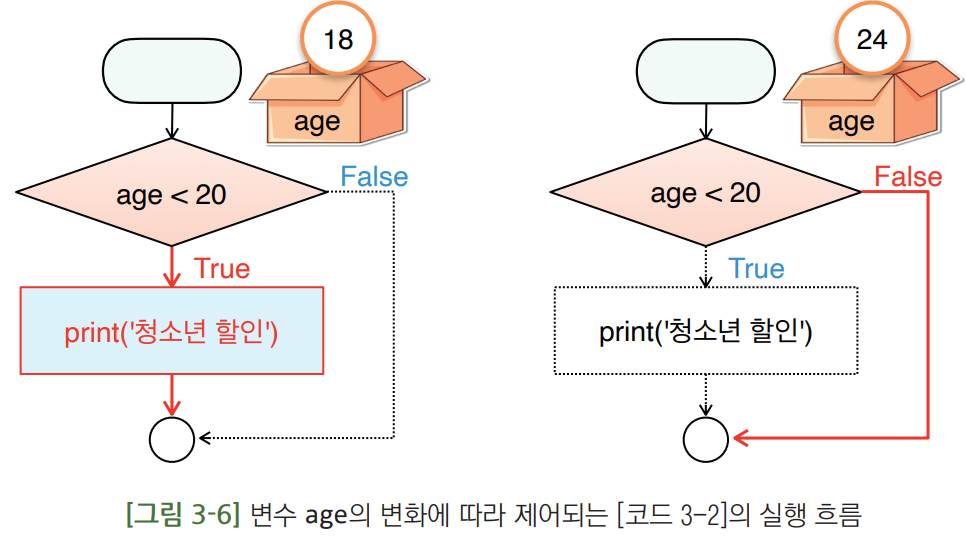 18
age
age < 20
False
True
print('청소년 할인')
24
age
age < 20
False
True
print('청소년 할인')
[그림 3-6] 변수 age의 변화에 따라 제어되는 [코드 3-2]의 실행 흐름